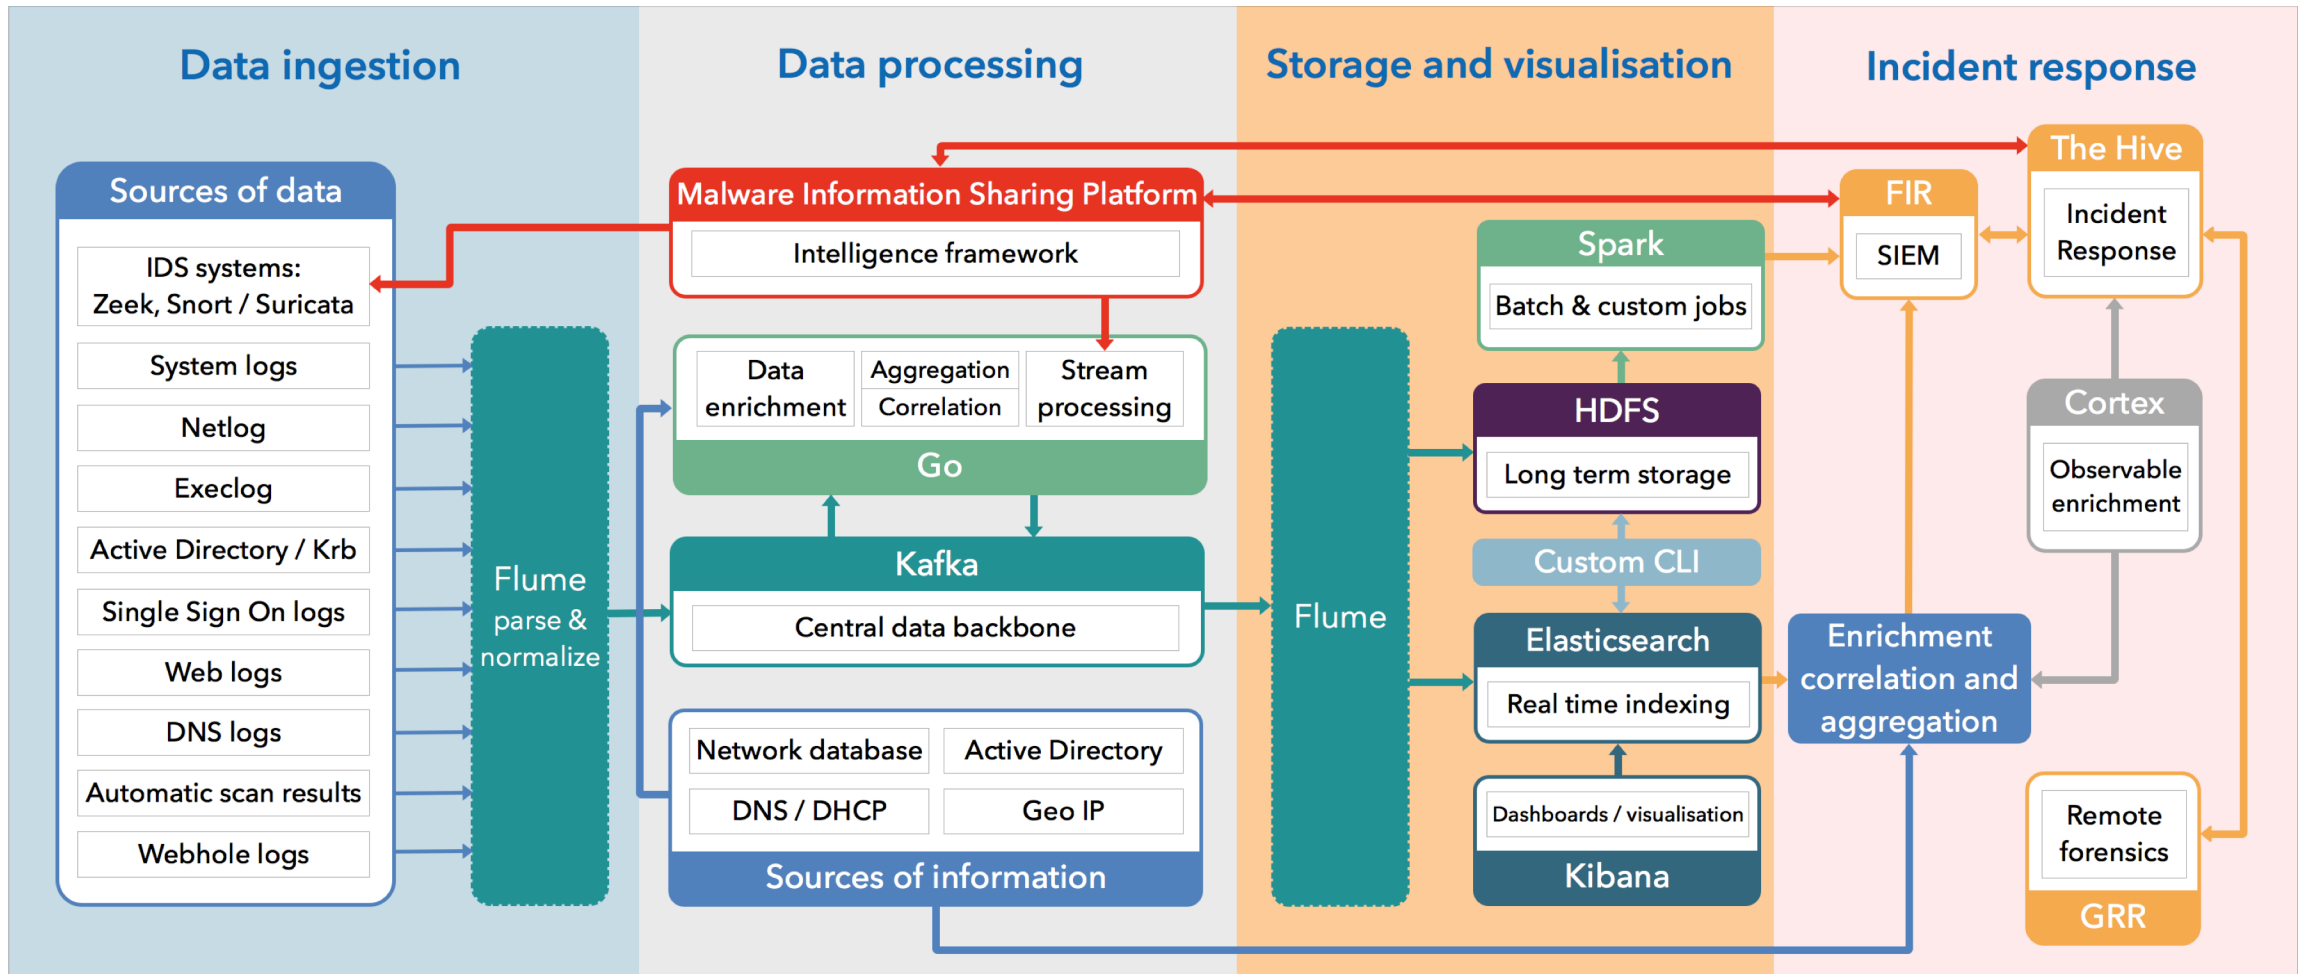 Data ingestion
Data processing
Storage and visualisation
Incident response
Sources of data
IDS systems:
Zeek, Snort / Suricata
System logs
Netlog
Execlog
Active Directory / Krb
Single Sign On logs
Web logs
DNS logs
Automatic scan results
Webhole logs
Flume
parse &
normalize
Malware Information Sharing Platform
Intelligence framework
Data
enrichment
Aggregation
Correlation
Stream
processing
Go
Kafka
Central data backbone
Network database
Active Directory
DNS / DHCP
Geo IP
Sources of information
Flume
Spark
Batch & custom jobs
HDFS
Long term storage
Custom CLI
Elasticsearch
Real time indexing
Dashboards / visualisation
Kibana
FIR
SIEM
The Hive
Incident
Response
Cortex
Observable
enrichment
Enrichment
correlation and
aggregation
Remote
forensics
GRR